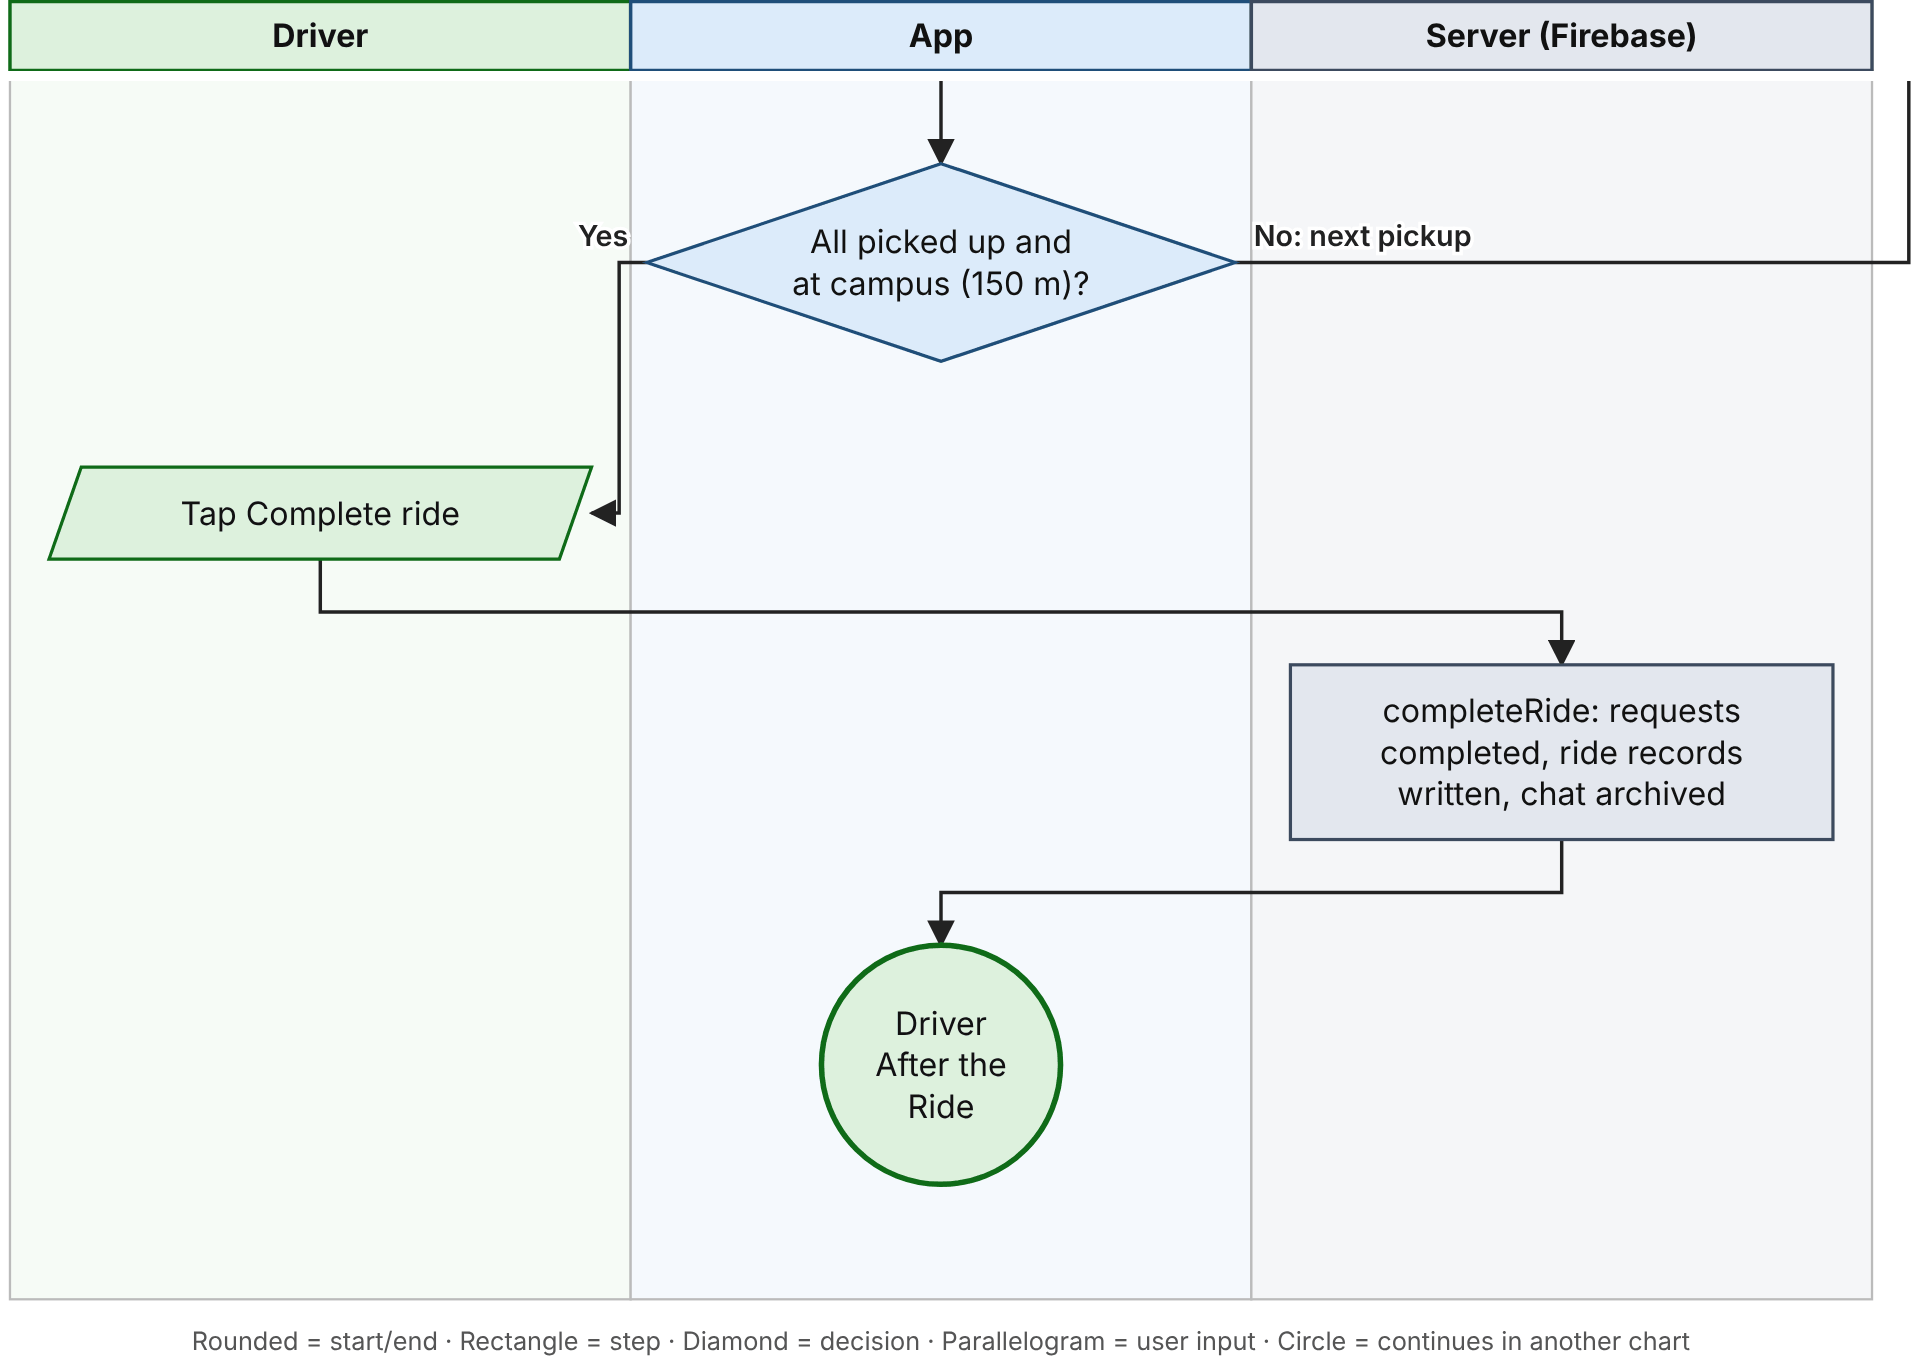 Driver
App
Server (Firebase)
All picked up and
at campus (150 m)?
Yes
No: next pickup
Tap Complete ride
completeRide: requests
completed, ride records
written, chat archived
Driver
After the
Ride
Rounded = start/end · Rectangle = step · Diamond = decision · Parallelogram = user input · Circle = continues in another chart